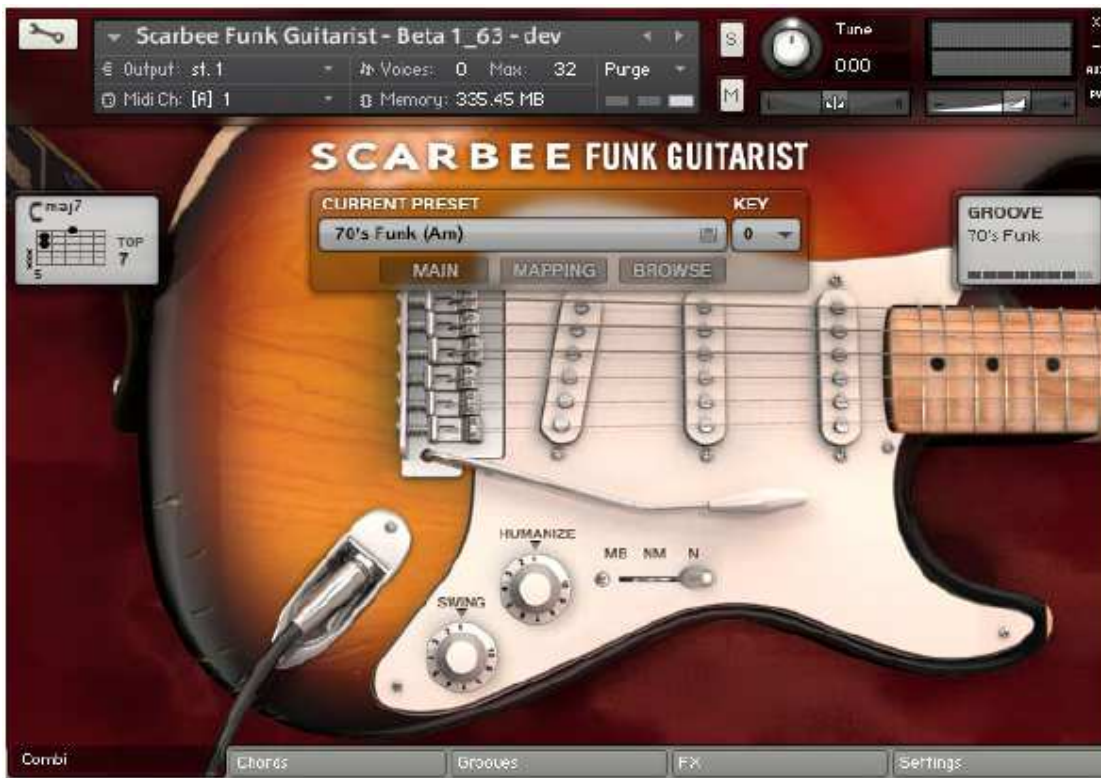 Scarbee Funk Guitarist - Beta 1_63 - dev
S
Tune
0.00
Output: st. 1
Voices: 0 Max: 32
Purge
Midi Ch: [A] 1
Memory: 335.45 MB
M
L R
- +
SCARBEE FUNK GUITARIST
Cmaj7
TOP
7
xxx
5
CURRENT PRESET
KEY
70's Funk (Am)
0
MAIN
MAPPING
BROWSE
GROOVE
70's Funk
HUMANIZE
MB NM N
SWING
Combi
Chords
Grooves
FX
Settings